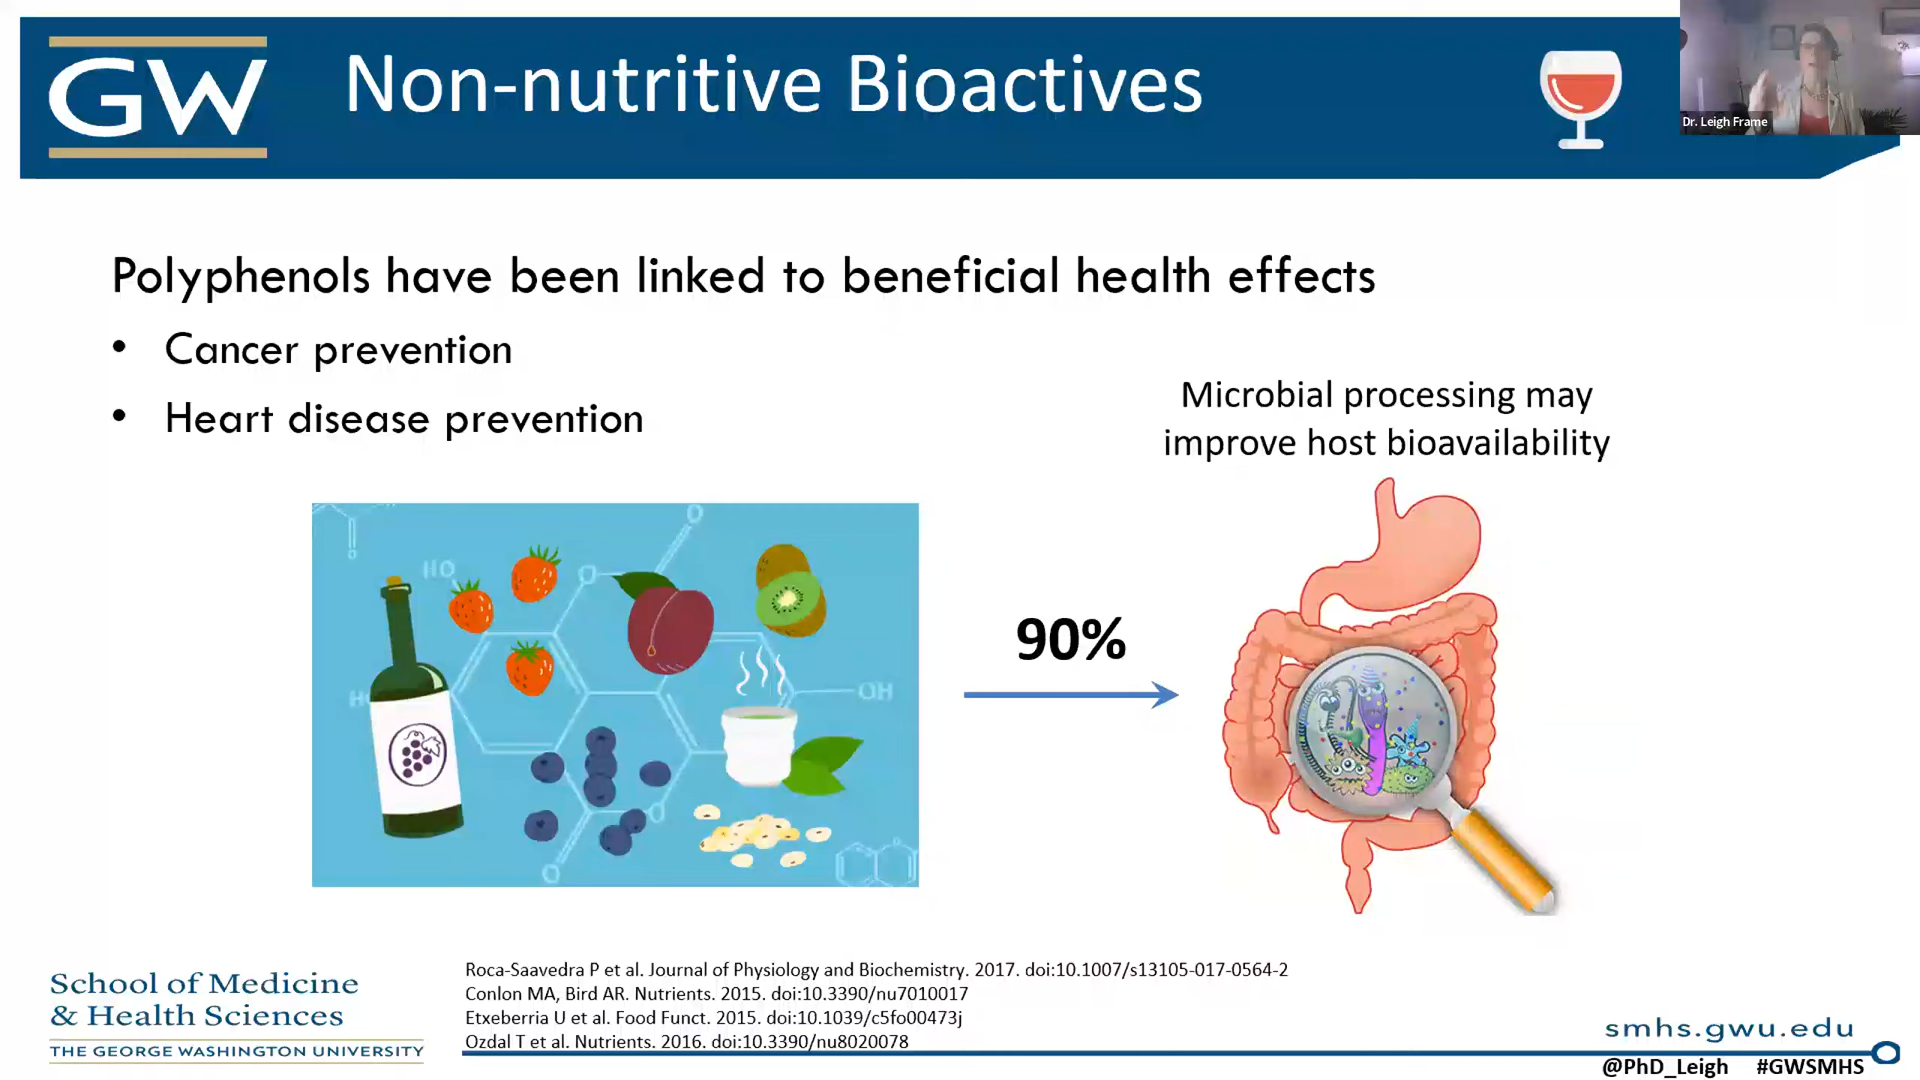 GW
Non-nutritive Bioactives
Dr. Leigh Frame
Polyphenols have been linked to beneficial health effects
• Cancer prevention
• Heart disease prevention
Microbial processing may
improve host bioavailability
O
HO
O
OH
H
O
O
90%
School of Medicine
& Health Sciences
THE GEORGE WASHINGTON UNIVERSITY
Roca-Saavedra P et al. Journal of Physiology and Biochemistry. 2017. doi:10.1007/s13105-017-0564-2
Conlon MA, Bird AR. Nutrients. 2015. doi:10.3390/nu7010017
Etxeberria U et al. Food Funct. 2015. doi:10.1039/c5fo00473j
Ozdal T et al. Nutrients. 2016. doi:10.3390/nu8020078
smhs.gwu.edu
@PhD_Leigh #GWSMHS